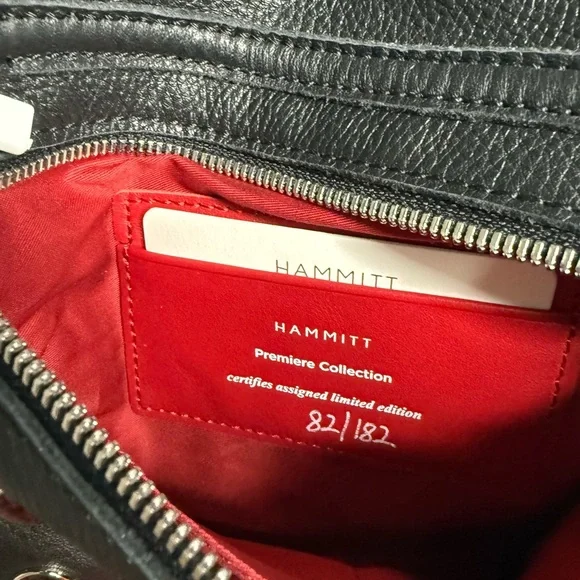 HAMMITT
HAMMITT
Premiere Collection
certifies assigned limited edition
82/182